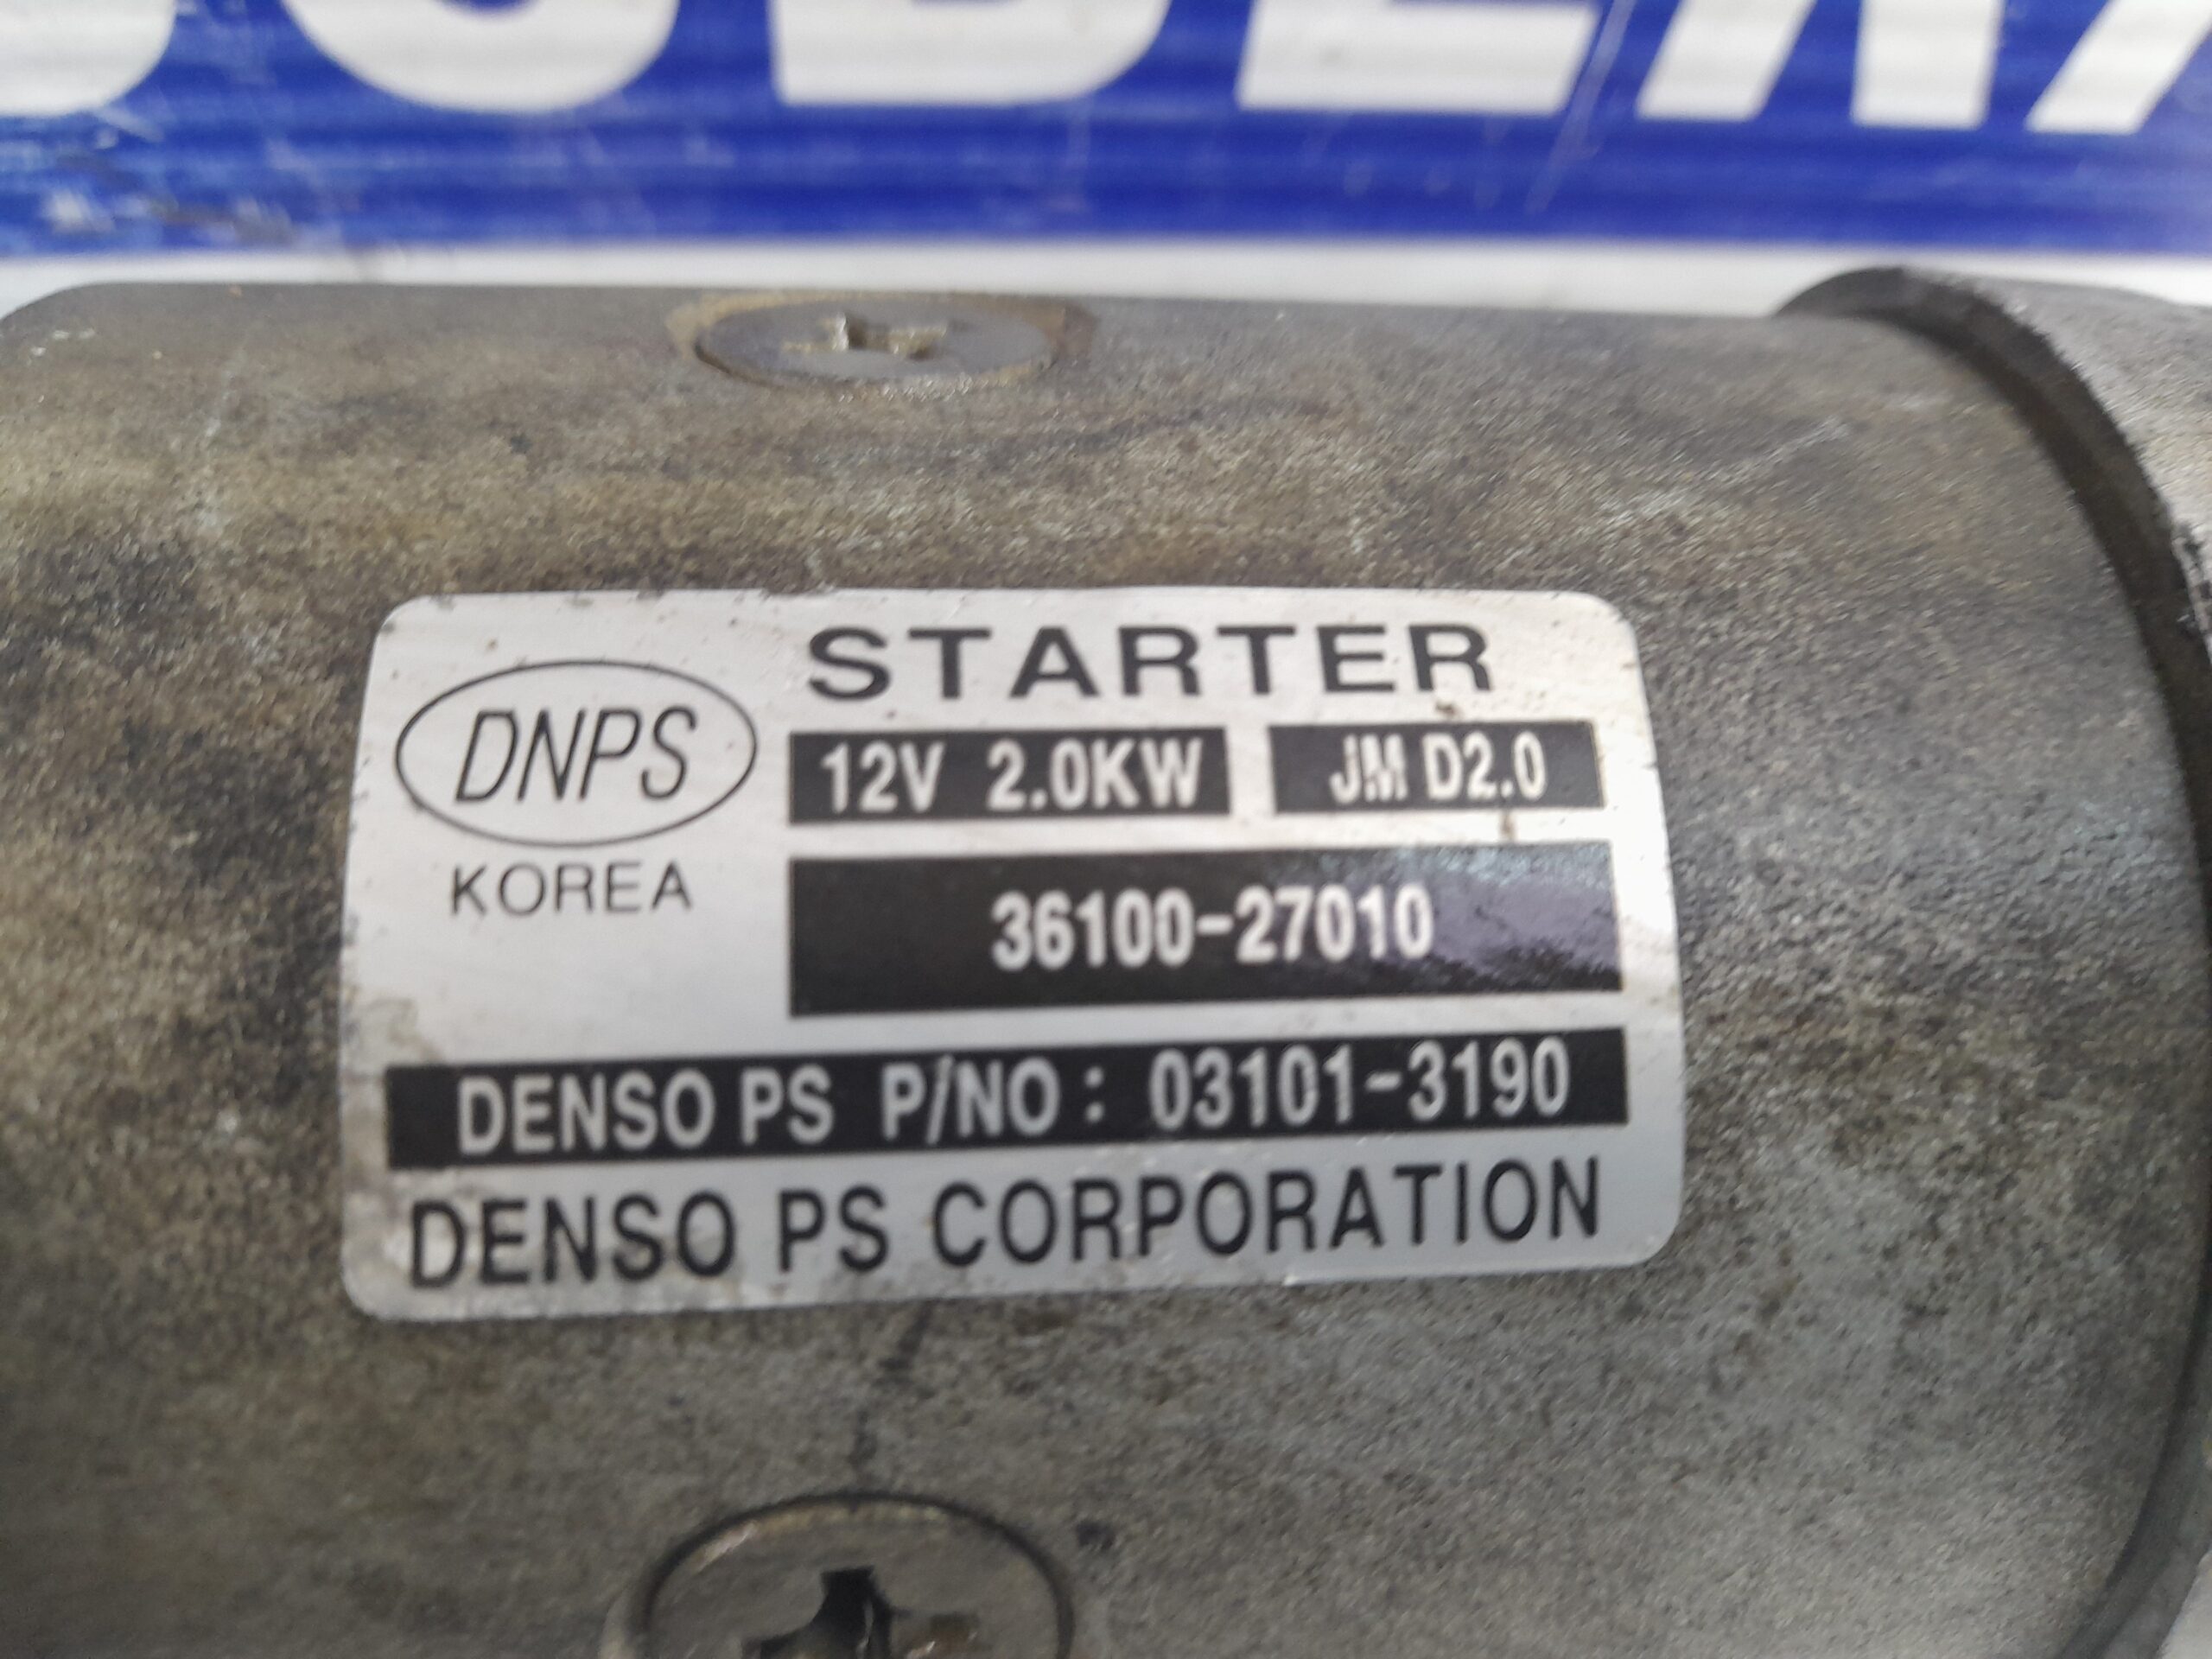 STARTER
DNPS
12V 2.0KW JM D2.0
KOREA
36100-27010
DENSO PS P/NO: 03101-3190
DENSO PS CORPORATION